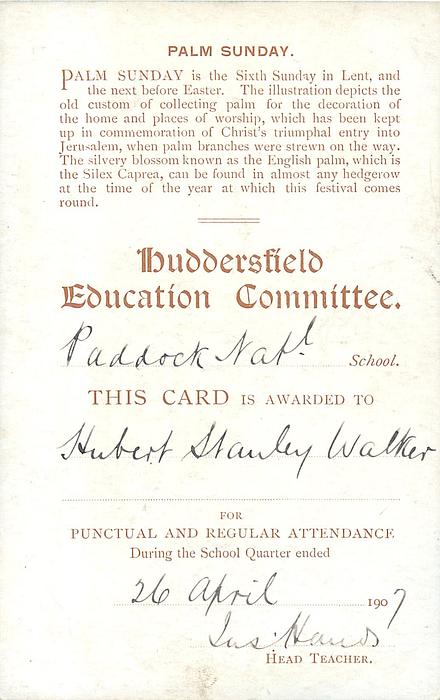 PALM SUNDAY.
PALM SUNDAY is the Sixth Sunday in Lent, and
the next before Easter. The illustration depicts the
old custom of collecting palm for the decoration of
the home and places of worship, which has been kept
up in commemoration of Christ's triumphal entry into
Jerusalem, when palm branches were strewn on the way.
The silvery blossom known as the English palm, which is
the Silex Caprea, can be found in almost any hedgerow
at the time of the year at which this festival comes
round.
Huddersfield
Education Committee.
Paddock Natl. School.
THIS CARD IS AWARDED TO
Hubert Stanley Walker
FOR
PUNCTUAL AND REGULAR ATTENDANCE
During the School Quarter ended
26 April 1907
Jas: Hands
HEAD TEACHER.